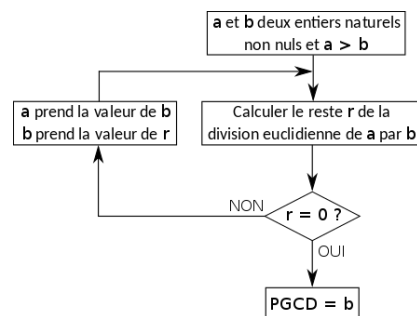 a et b deux entiers naturels
non nuls et a > b
a prend la valeur de b
b prend la valeur de r
Calculer le reste r de la
division euclidienne de a par b
NON
r = 0 ?
OUI
PGCD = b